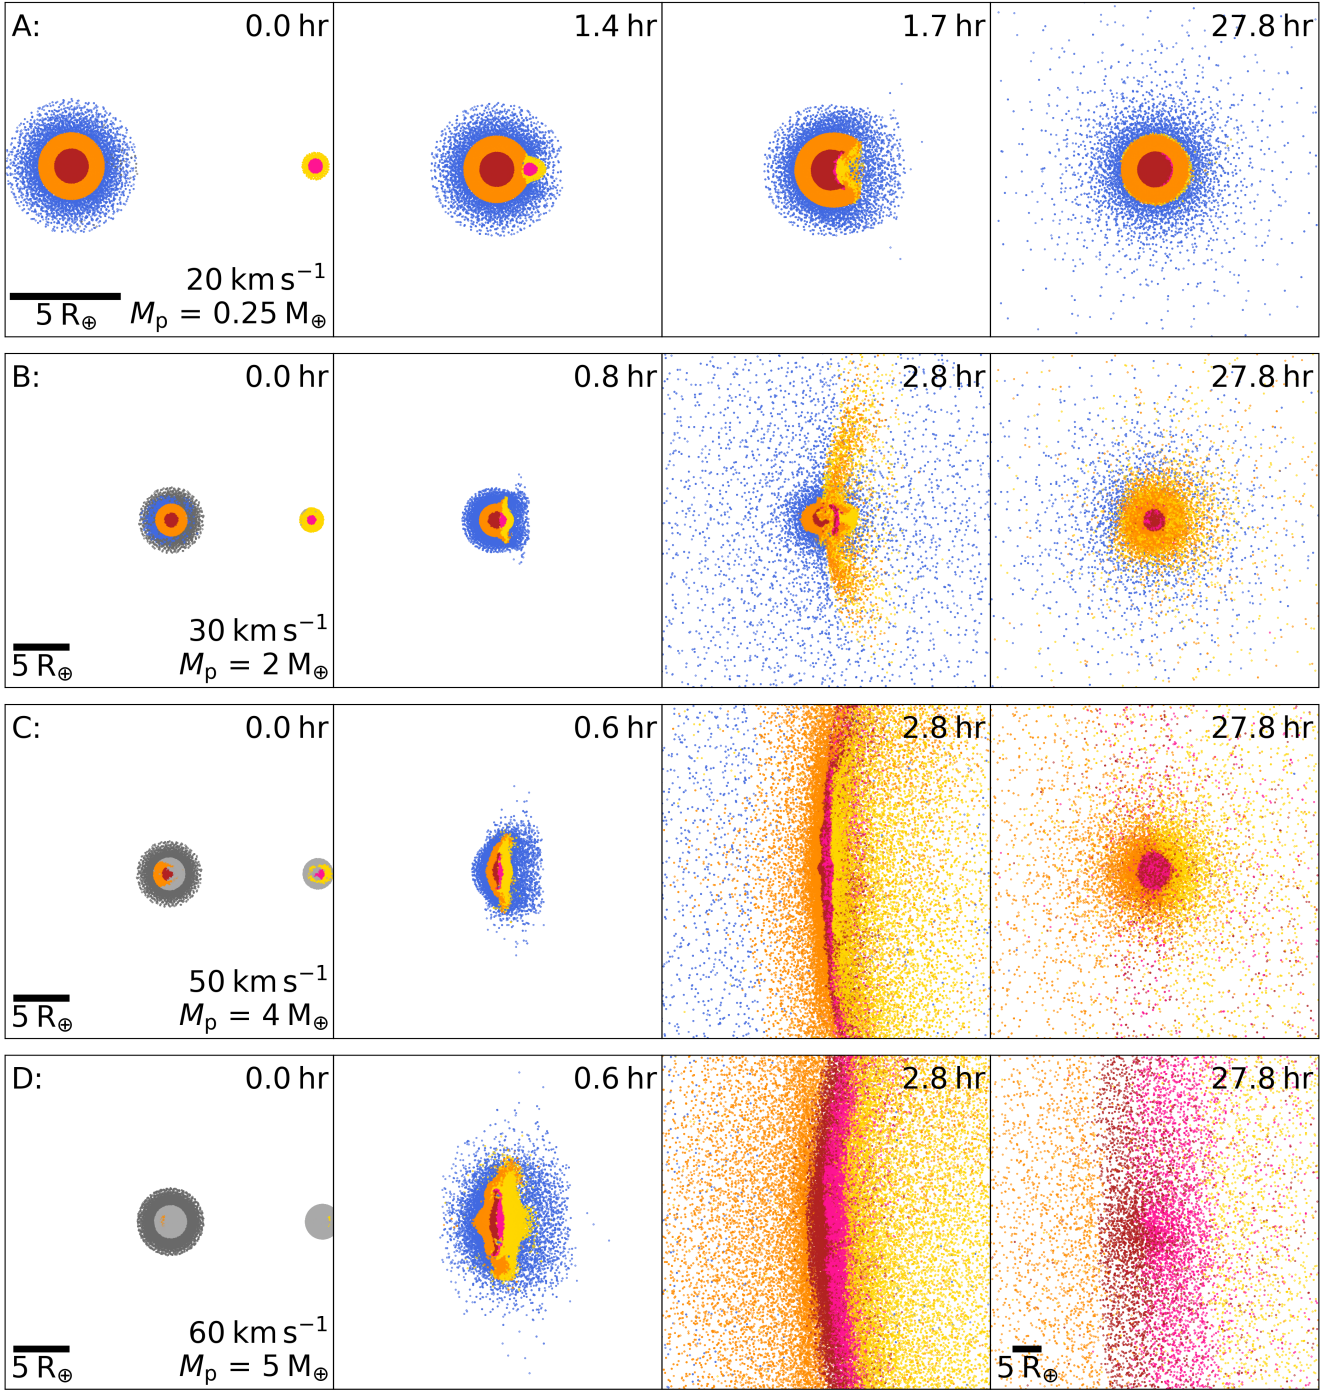 A: 0.0 hr 1.4 hr 1.7 hr 27.8 hr
20 km s⁻¹
5 R⊕ Mp = 0.25 M⊕
B: 0.0 hr 0.8 hr 2.8 hr 27.8 hr
30 km s⁻¹
5 R⊕ Mp = 2 M⊕
C: 0.0 hr 0.6 hr 2.8 hr 27.8 hr
50 km s⁻¹
5 R⊕ Mp = 4 M⊕
D: 0.0 hr 0.6 hr 2.8 hr 27.8 hr
60 km s⁻¹
5 R⊕ Mp = 5 M⊕ 5 R⊕